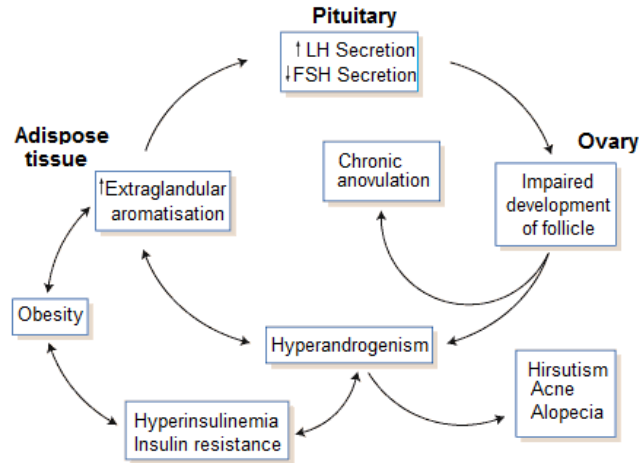 Pituitary
↑ LH Secretion
↓FSH Secretion
Adispose
tissue
↑Extraglandular
aromatisation
Ovary
Chronic
anovulation
Impaired
development
of follicle
Obesity
Hyperandrogenism
Hirsutism
Acne
Alopecia
Hyperinsulinemia
Insulin resistance